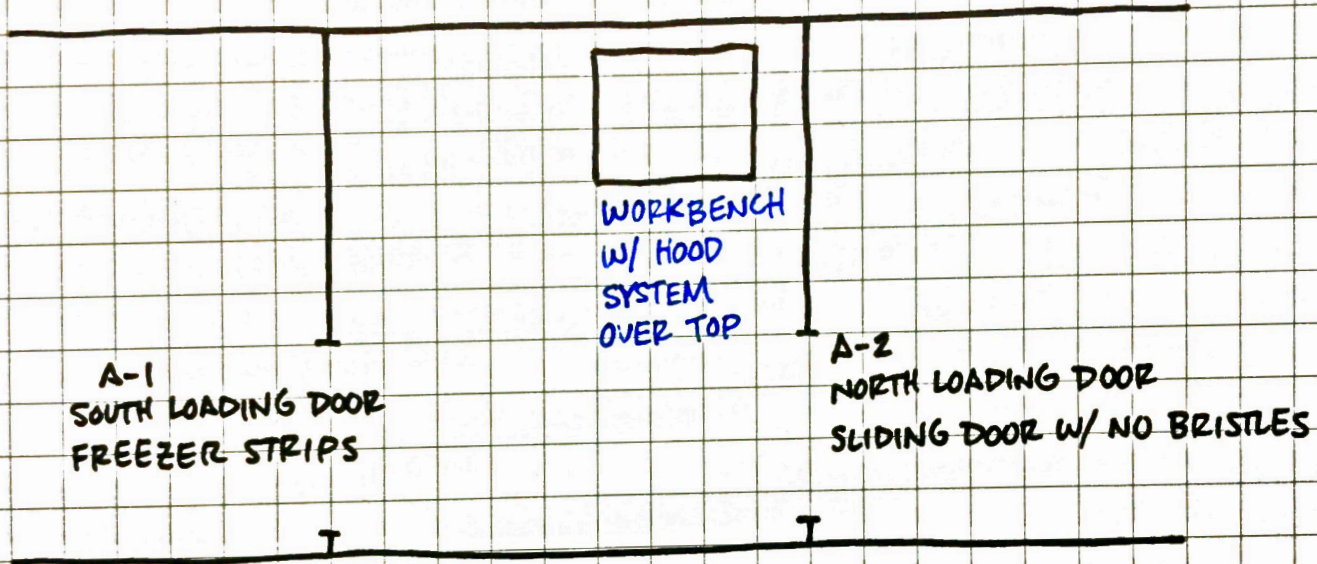 WORKBENCH
W/ HOOD
SYSTEM
OVER TOP
A-1
SOUTH LOADING DOOR
FREEZER STRIPS
A-2
NORTH LOADING DOOR
SLIDING DOOR W/ NO BRISTLES